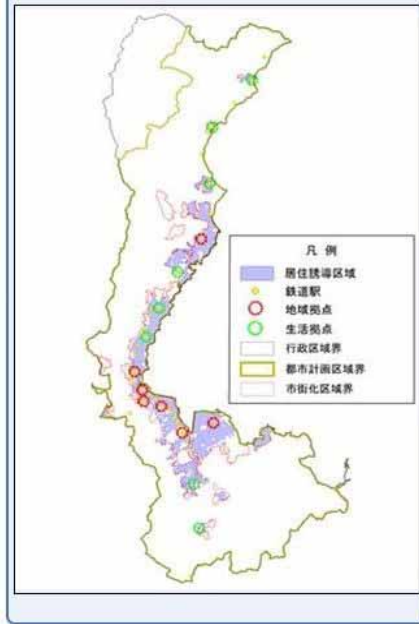 凡 例
居住誘導区域
鉄道駅
地域拠点
生活拠点
行政区域界
都市計画区域界
市街化区域界